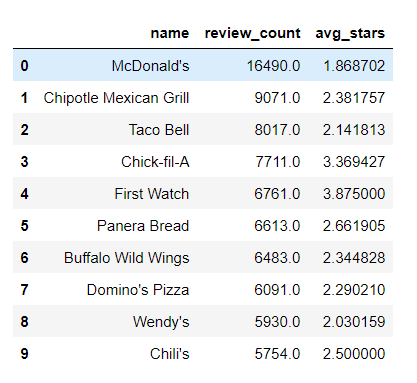 name review_count avg_stars
0 McDonald's 16490.0 1.868702
1 Chipotle Mexican Grill 9071.0 2.381757
2 Taco Bell 8017.0 2.141813
3 Chick-fil-A 7711.0 3.369427
4 First Watch 6761.0 3.875000
5 Panera Bread 6613.0 2.661905
6 Buffalo Wild Wings 6483.0 2.344828
7 Domino's Pizza 6091.0 2.290210
8 Wendy's 5930.0 2.030159
9 Chili's 5754.0 2.500000